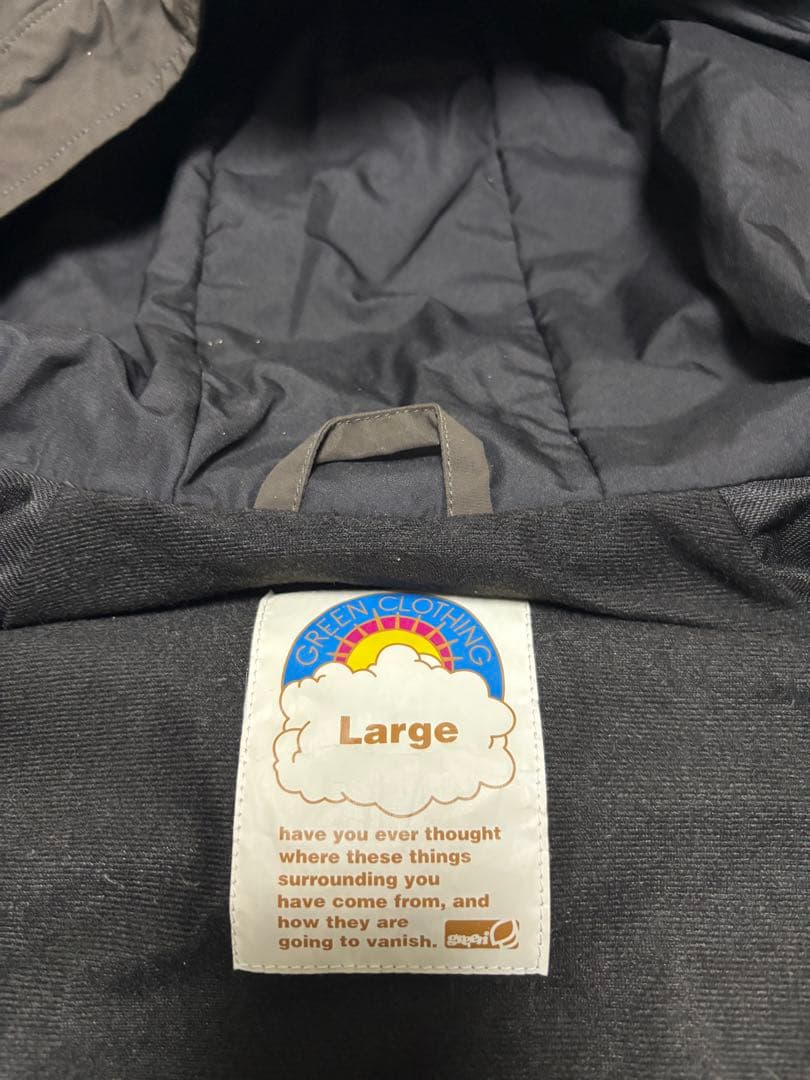 GREEN CLOTHING
Large
have you ever thought
where these things
surrounding you
have come from, and
how they are
going to vanish.
green